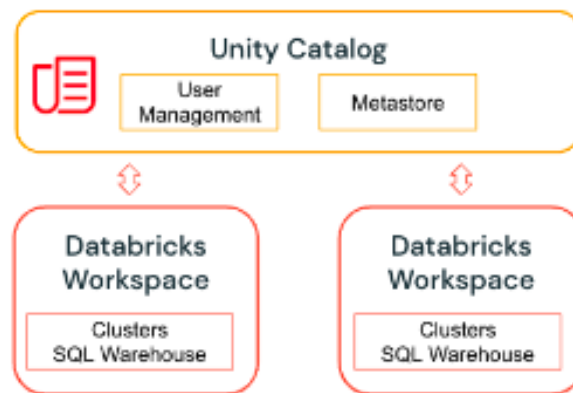 Unity Catalog
User
Management
Metastore
Databricks
Workspace
Clusters
SQL Warehouse
Databricks
Workspace
Clusters
SQL Warehouse